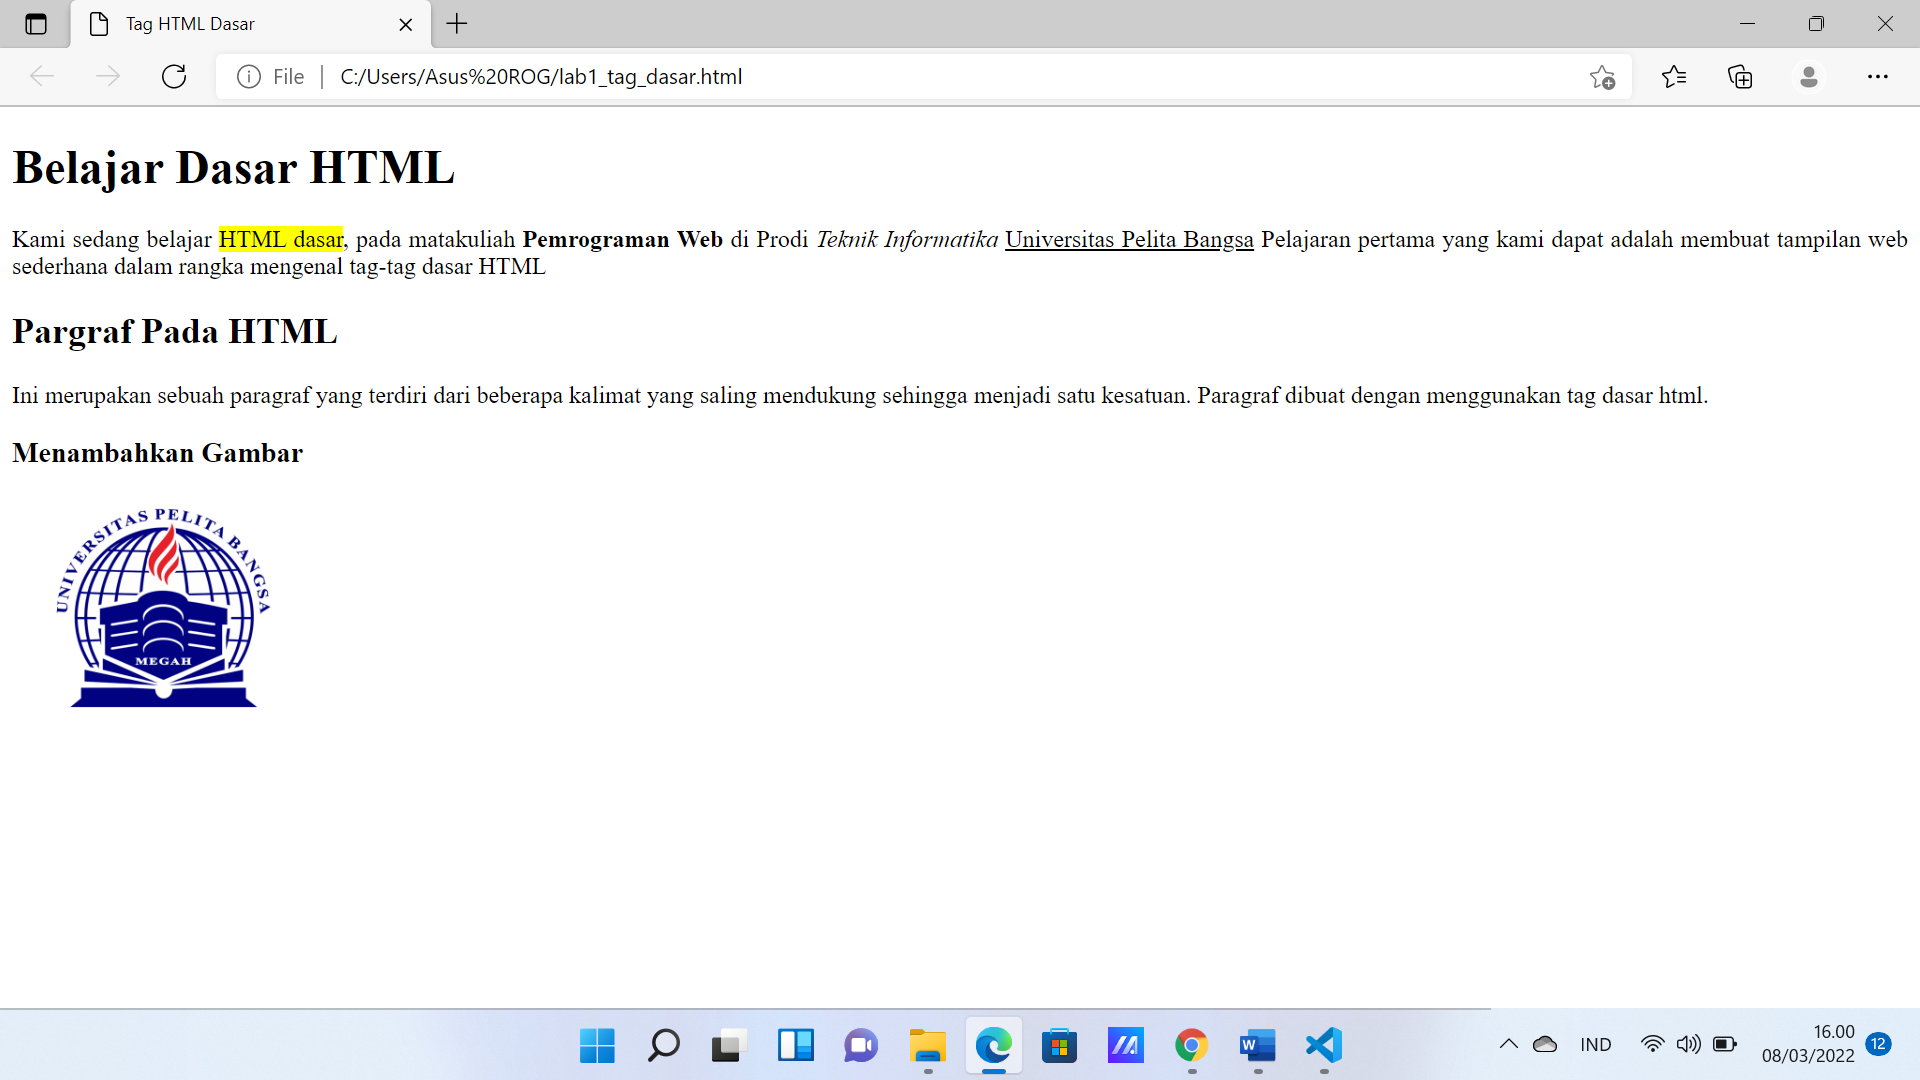 Tag HTML Dasar
File
C:/Users/Asus%20ROG/lab1_tag_dasar.html
Belajar Dasar HTML
Kami sedang belajar HTML dasar, pada matakuliah Pemrograman Web di Prodi Teknik Informatika Universitas Pelita Bangsa Pelajaran pertama yang kami dapat adalah membuat tampilan web
sederhana dalam rangka mengenal tag-tag dasar HTML
Pargraf Pada HTML
Ini merupakan sebuah paragraf yang terdiri dari beberapa kalimat yang saling mendukung sehingga menjadi satu kesatuan. Paragraf dibuat dengan menggunakan tag dasar html.
Menambahkan Gambar
UNIVERSITAS PELITA BANGSA
MEGAH
W
IND
16.00
08/03/2022
12